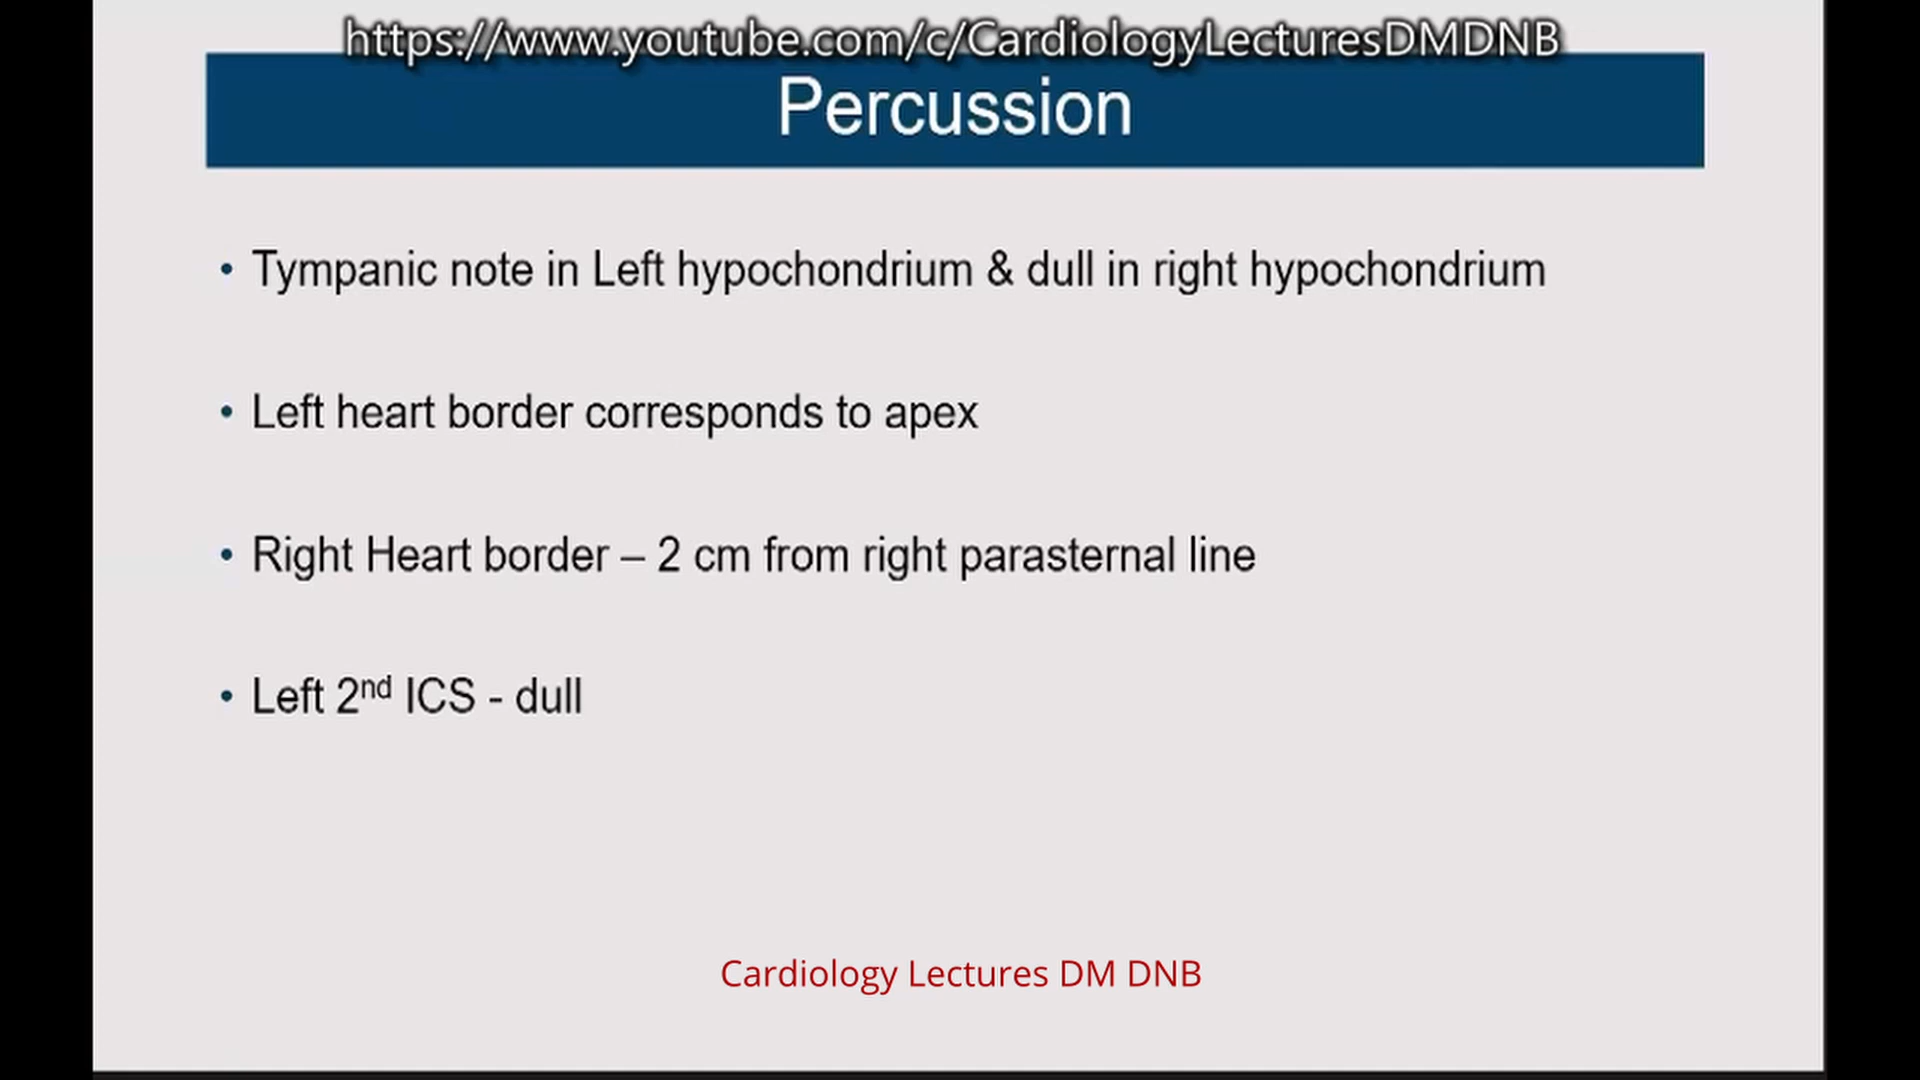 https://www.youtube.com/c/CardiologyLecturesDMDNB
Percussion
• Tympanic note in Left hypochondrium & dull in right hypochondrium
• Left heart border corresponds to apex
• Right Heart border – 2 cm from right parasternal line
• Left 2nd ICS - dull
Cardiology Lectures DM DNB